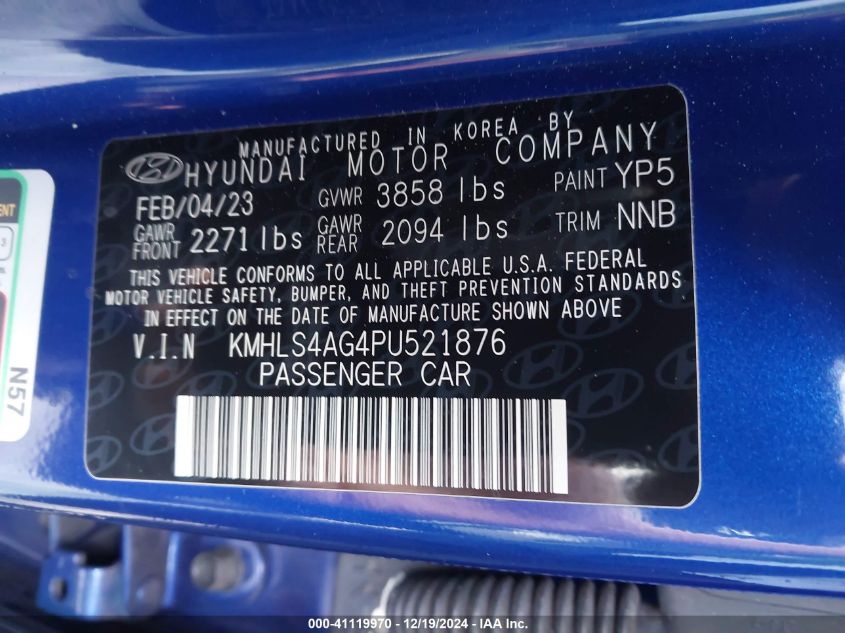 MANUFACTURED IN KOREA BY
HYUNDAI MOTOR COMPANY
FEB/04/23 GVWR 3858 lbs PAINT YP5
GAWR FRONT 2271 lbs GAWR REAR 2094 lbs TRIM NNB
THIS VEHICLE CONFORMS TO ALL APPLICABLE U.S.A. FEDERAL
MOTOR VEHICLE SAFETY, BUMPER, AND THEFT PREVENTION STANDARDS
IN EFFECT ON THE DATE OF MANUFACTURE SHOWN ABOVE
V.I.N KMHLS4AG4PU521876
PASSENGER CAR
N57
000-41119970 - 12/19/2024 - IAAI.com